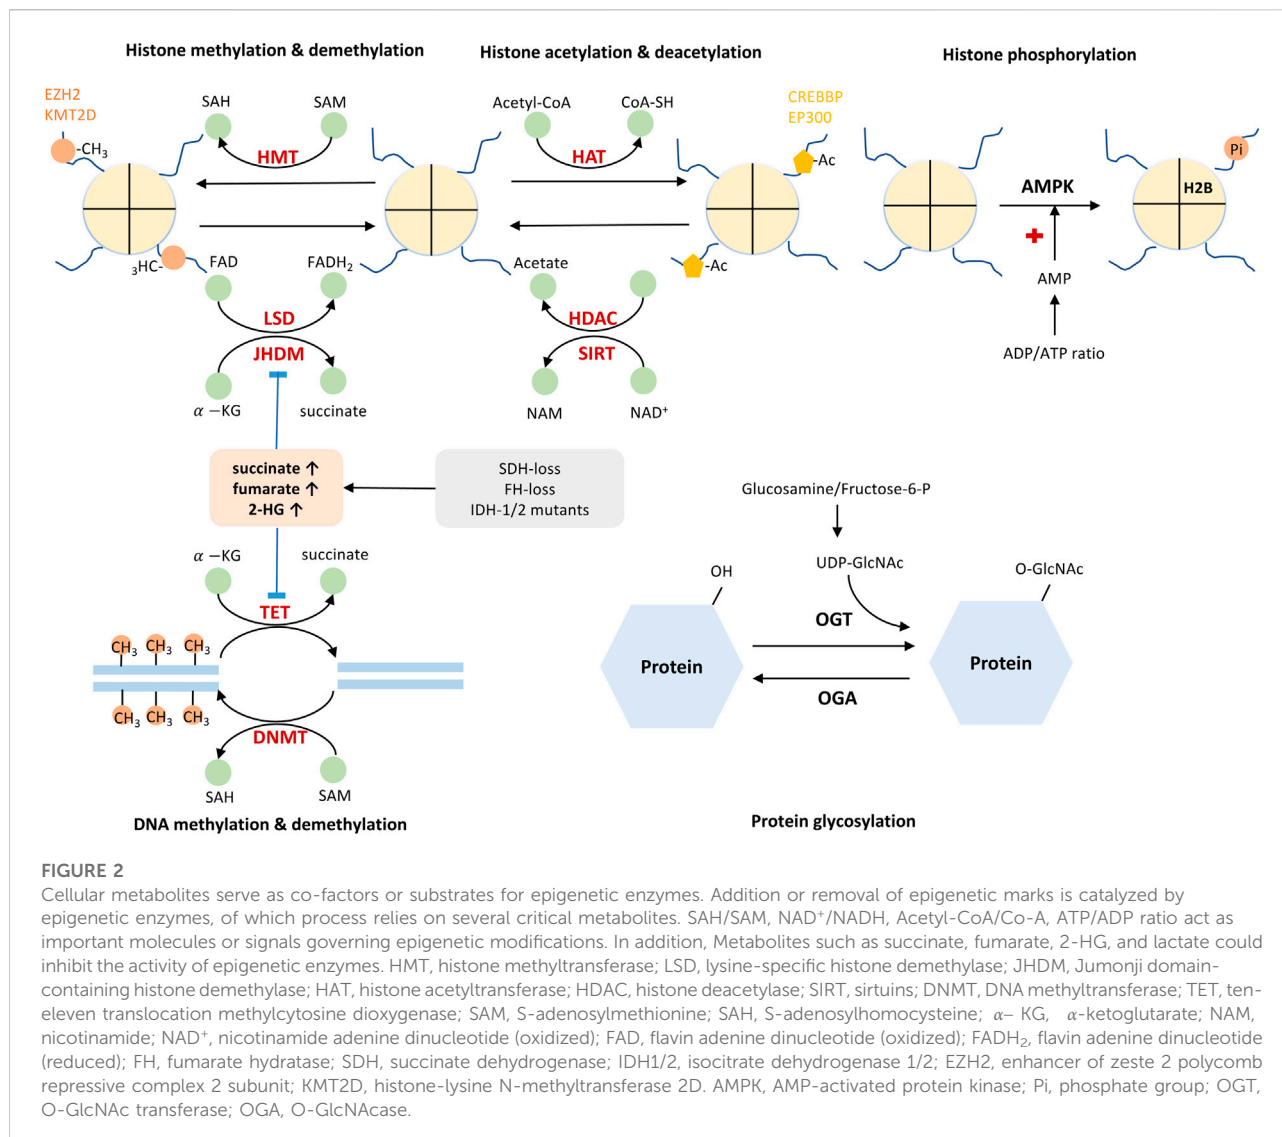 Histone methylation & demethylation
Histone acetylation & deacetylation
Histone phosphorylation
EZH2
KMT2D
SAH
SAM
-CH₃
HMT
Acetyl-CoA
CoA-SH
HAT
CREBBP
EP300
-Ac
Pi
H2B
AMPK
₃HC-
FAD
FADH₂
LSD
JHDM
α −KG
succinate
Acetate
-Ac
HDAC
SIRT
NAM
NAD⁺
AMP
ADP/ATP ratio
succinate ↑
fumarate ↑
2-HG ↑
SDH-loss
FH-loss
IDH-1/2 mutants
α −KG
succinate
TET
CH₃ CH₃ CH₃
CH₃ CH₃ CH₃
DNMT
SAH
SAM
DNA methylation & demethylation
Glucosamine/Fructose-6-P
UDP-GlcNAc
OH
O-GlcNAc
OGT
Protein
Protein
OGA
Protein glycosylation
FIGURE 2
Cellular metabolites serve as co-factors or substrates for epigenetic enzymes. Addition or removal of epigenetic marks is catalyzed by
epigenetic enzymes, of which process relies on several critical metabolites. SAH/SAM, NAD⁺/NADH, Acetyl-CoA/Co-A, ATP/ADP ratio act as
important molecules or signals governing epigenetic modifications. In addition, Metabolites such as succinate, fumarate, 2-HG, and lactate could
inhibit the activity of epigenetic enzymes. HMT, histone methyltransferase; LSD, lysine-specific histone demethylase; JHDM, Jumonji domain-
containing histone demethylase; HAT, histone acetyltransferase; HDAC, histone deacetylase; SIRT, sirtuins; DNMT, DNA methyltransferase; TET, ten-
eleven translocation methylcytosine dioxygenase; SAM, S-adenosylmethionine; SAH, S-adenosylhomocysteine; α− KG, α-ketoglutarate; NAM,
nicotinamide; NAD⁺, nicotinamide adenine dinucleotide (oxidized); FAD, flavin adenine dinucleotide (oxidized); FADH₂, flavin adenine dinucleotide
(reduced); FH, fumarate hydratase; SDH, succinate dehydrogenase; IDH1/2, isocitrate dehydrogenase 1/2; EZH2, enhancer of zeste 2 polycomb
repressive complex 2 subunit; KMT2D, histone-lysine N-methyltransferase 2D. AMPK, AMP-activated protein kinase; Pi, phosphate group; OGT,
O-GlcNAc transferase; OGA, O-GlcNAcase.